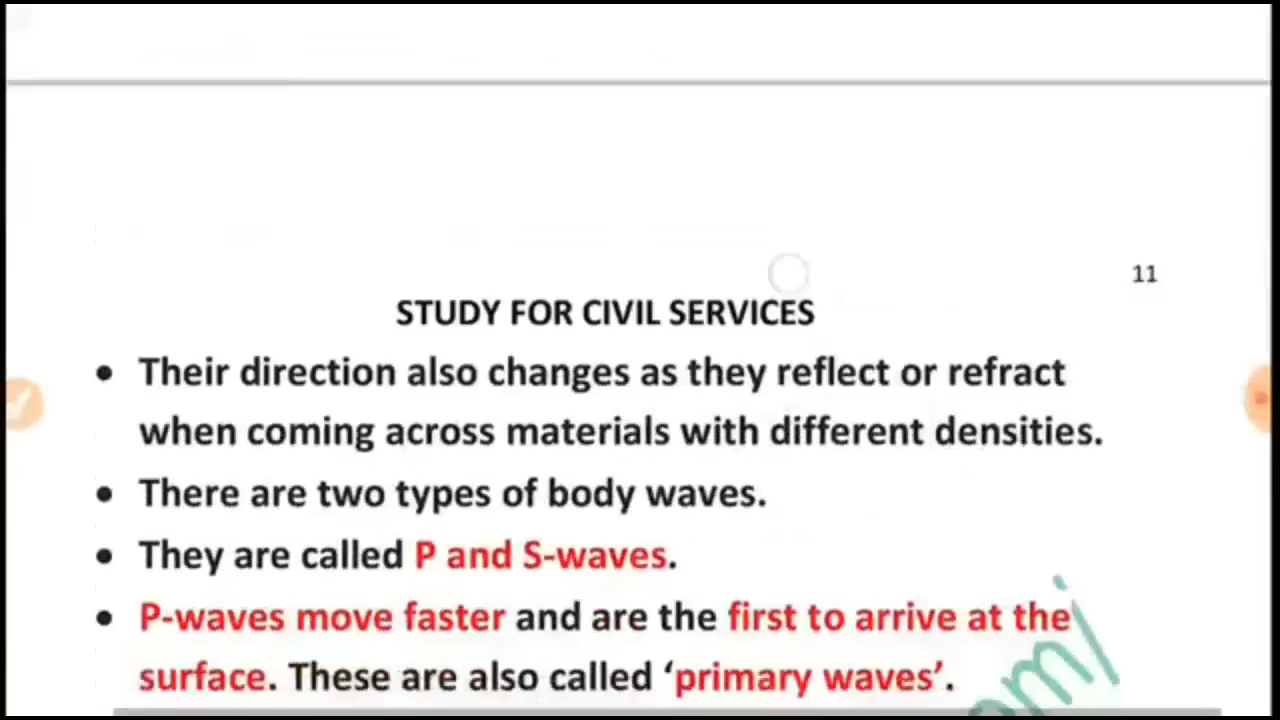 11
STUDY FOR CIVIL SERVICES
• Their direction also changes as they reflect or refract
when coming across materials with different densities.
• There are two types of body waves.
• They are called P and S-waves.
• P-waves move faster and are the first to arrive at the
surface. These are also called ‘primary waves’.
om/